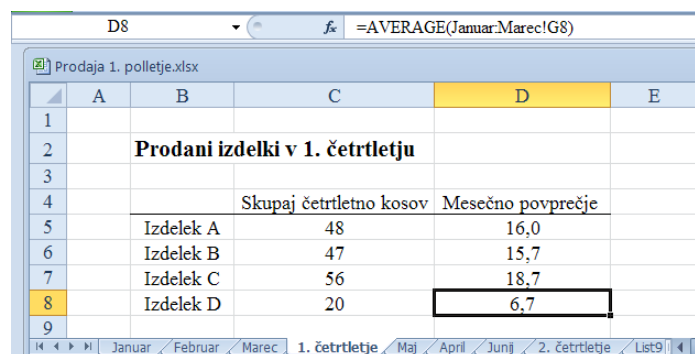 D8 fx =AVERAGE(Januar:Marec!G8)
Prodaja 1. polletje.xlsx
A B C D E
1
2 Prodani izdelki v 1. četrtletju
3
4 Skupaj četrtletno kosov Mesečno povprečje
5 Izdelek A 48 16,0
6 Izdelek B 47 15,7
7 Izdelek C 56 18,7
8 Izdelek D 20 6,7
9
Januar Februar Marec 1. četrtletje Maj April Junij 2. četrtletje List9